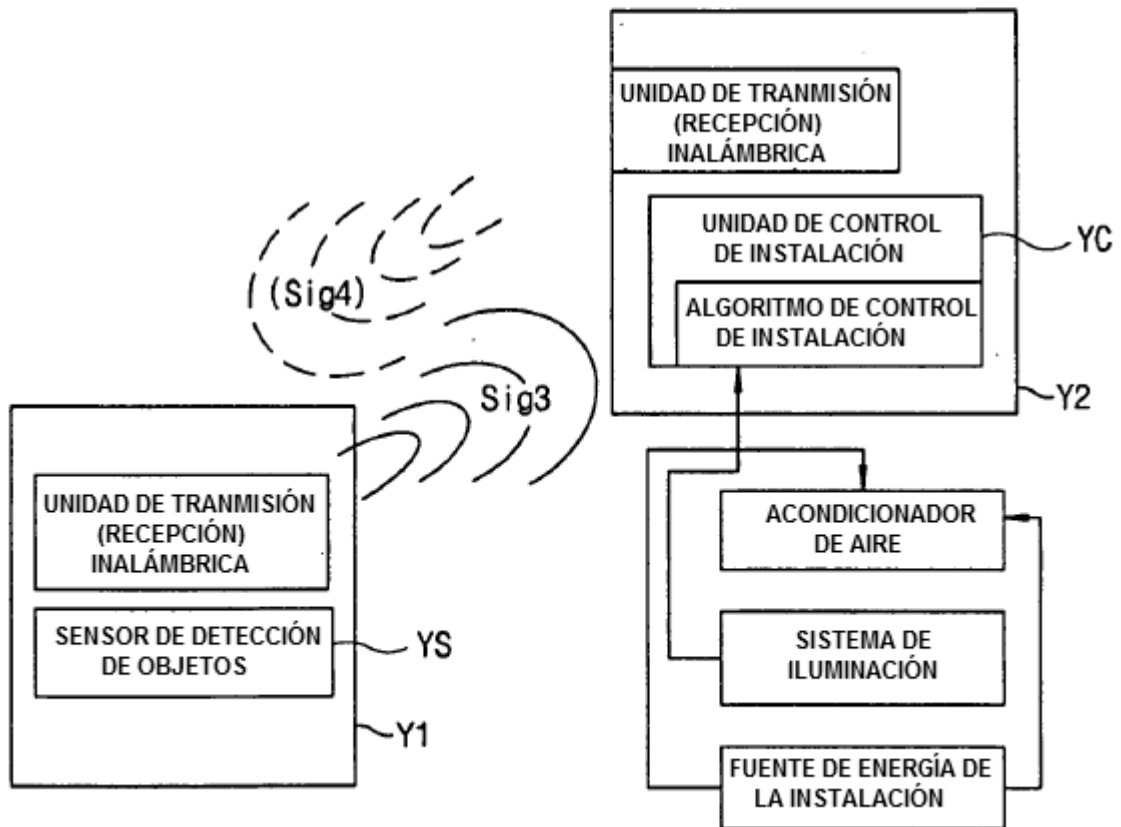 UNIDAD DE TRANMISIÓN
(RECEPCIÓN)
INALÁMBRICA
UNIDAD DE CONTROL
DE INSTALACIÓN
YC
ALGORITMO DE CONTROL
DE INSTALACIÓN
Y2
(Sig4)
Sig3
UNIDAD DE TRANMISIÓN
(RECEPCIÓN)
INALÁMBRICA
SENSOR DE DETECCIÓN
DE OBJETOS
YS
Y1
ACONDICIONADOR
DE AIRE
SISTEMA DE
ILUMINACIÓN
FUENTE DE ENERGÍA DE
LA INSTALACIÓN